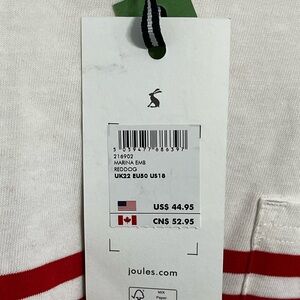 5 059477 686397
216902
MARINA EMB
REDDOG
UK22 EU50 US18
US$ 44.95
CN$ 52.95
joules.com
FSC
MIX
Paper